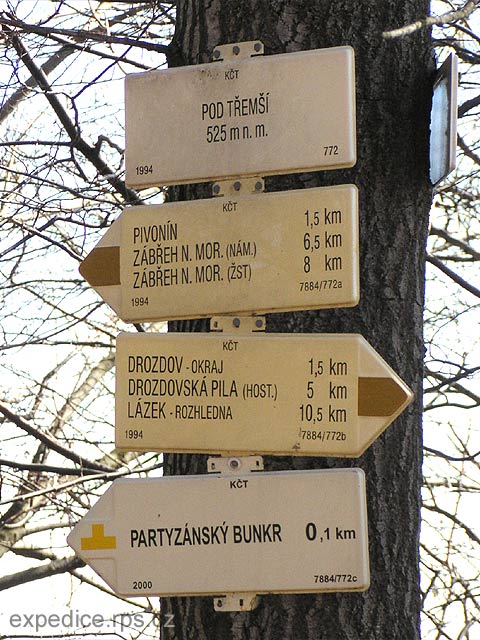 KČT
POD TŘEMŠÍ
525 m n. m.
1994 772
KČT
PIVONÍN 1,5 km
ZÁBŘEH N. MOR. (NÁM.) 6,5 km
ZÁBŘEH N. MOR. (ŽST) 8 km
1994 7884/772a
KČT
DROZDOV - OKRAJ 1,5 km
DROZDOVSKÁ PILA (HOST.) 5 km
LÁZEK - ROZHLEDNA 10,5 km
1994 7884/772b
KČT
PARTYZÁNSKÝ BUNKR 0,1 km
2000 7884/772c
expedice.rps.cz